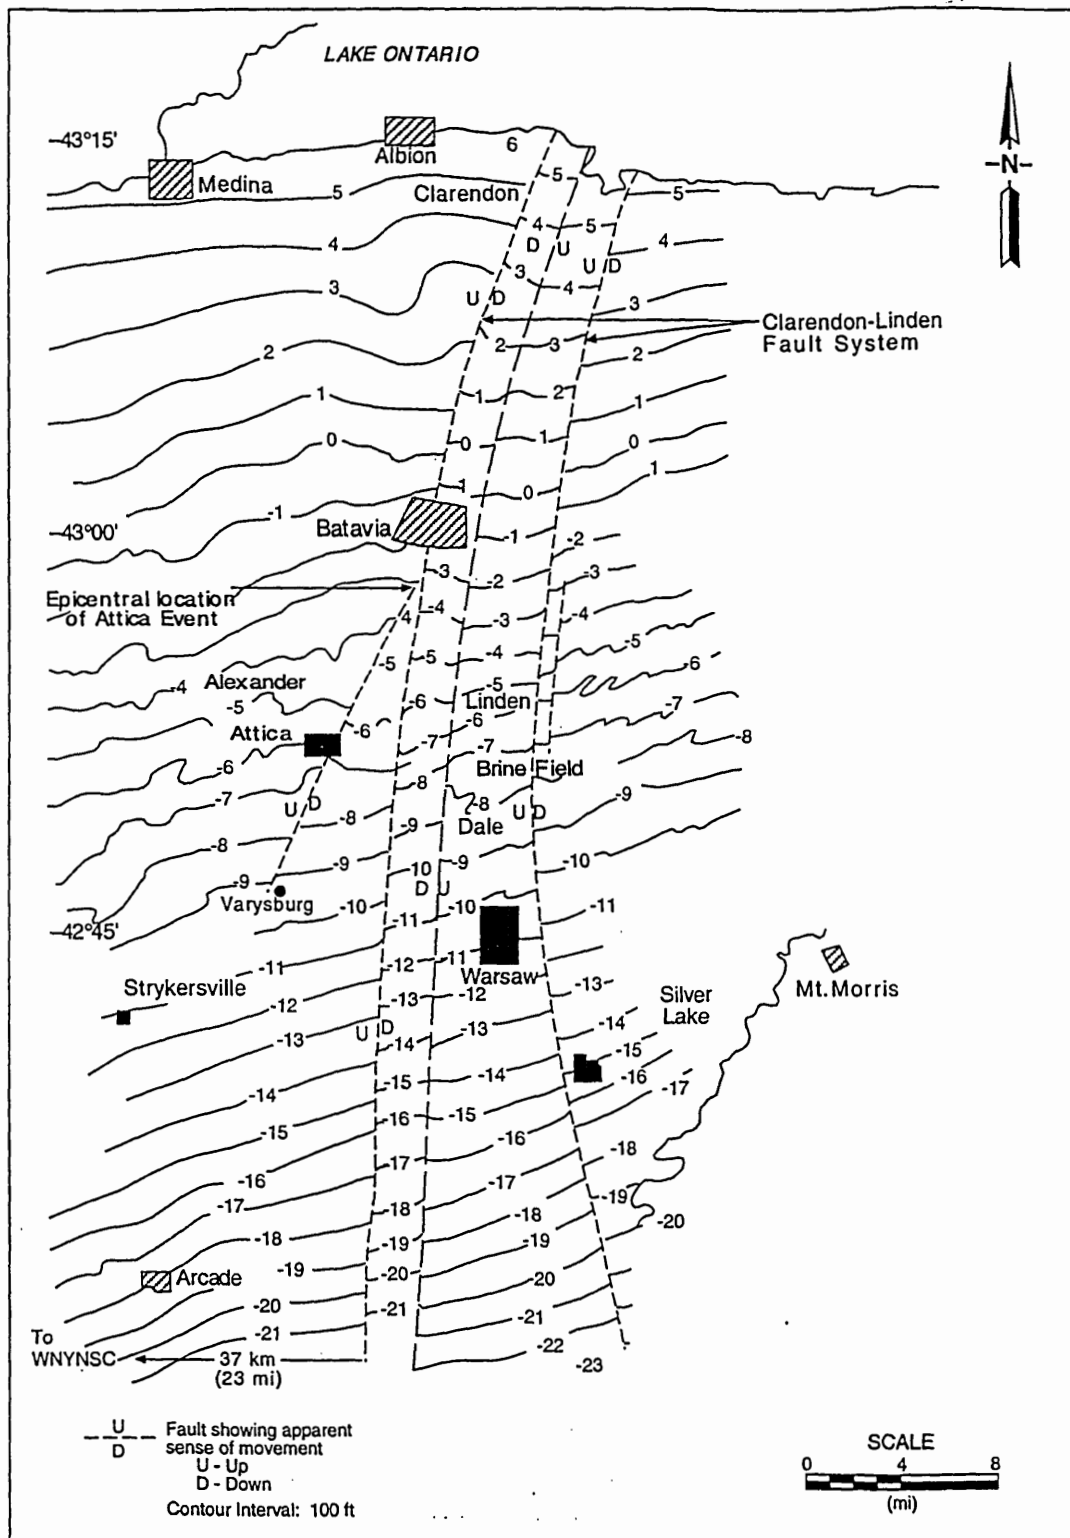 LAKE ONTARIO
43°15'
Albion
6
N
Medina
5
Clarendon
5
5
4
4
5
4
D U
3
3
4
U D
3
U D
Clarendon-Linden
Fault System
2
2
3
2
1
1
2
1
0
0
1
0
-1
1
0
1
43°00'
Batavia
-1
-2
-3
-2
-3
Epicentral location
of Attica Event
4
-4
-3
-4
-5
-5
-4
-5
-6
-4
Alexander
-5
-6
-5
Linden
-7
Attica
-6
-7
-6
-7
-8
-6
-7
-8
Brine Field
-9
U D
-8
-8
Dale
U D
-8
-9
-9
-9
-10
-9
-10
D U
Varysburg
-10
-11
-10
-11
42°45'
-11
-12
-11
Warsaw
-13
Mt.Morris
Strykersville
-12
-13
-12
Silver
Lake
-13
U D
-14
-13
-14
-15
-14
-15
-14
-16
-17
-15
-16
-15
-16
-18
-16
-17
-17
-19
-17
-18
-18
-20
-18
-19
-19
-19
-20
-20
Arcade
-20
-21
-21
-21
-22
-23
To
WNYNSC
37 km
(23 mi)
U
D
Fault showing apparent
sense of movement
U - Up
D - Down
Contour Interval: 100 ft
SCALE
0 4 8
(mi)